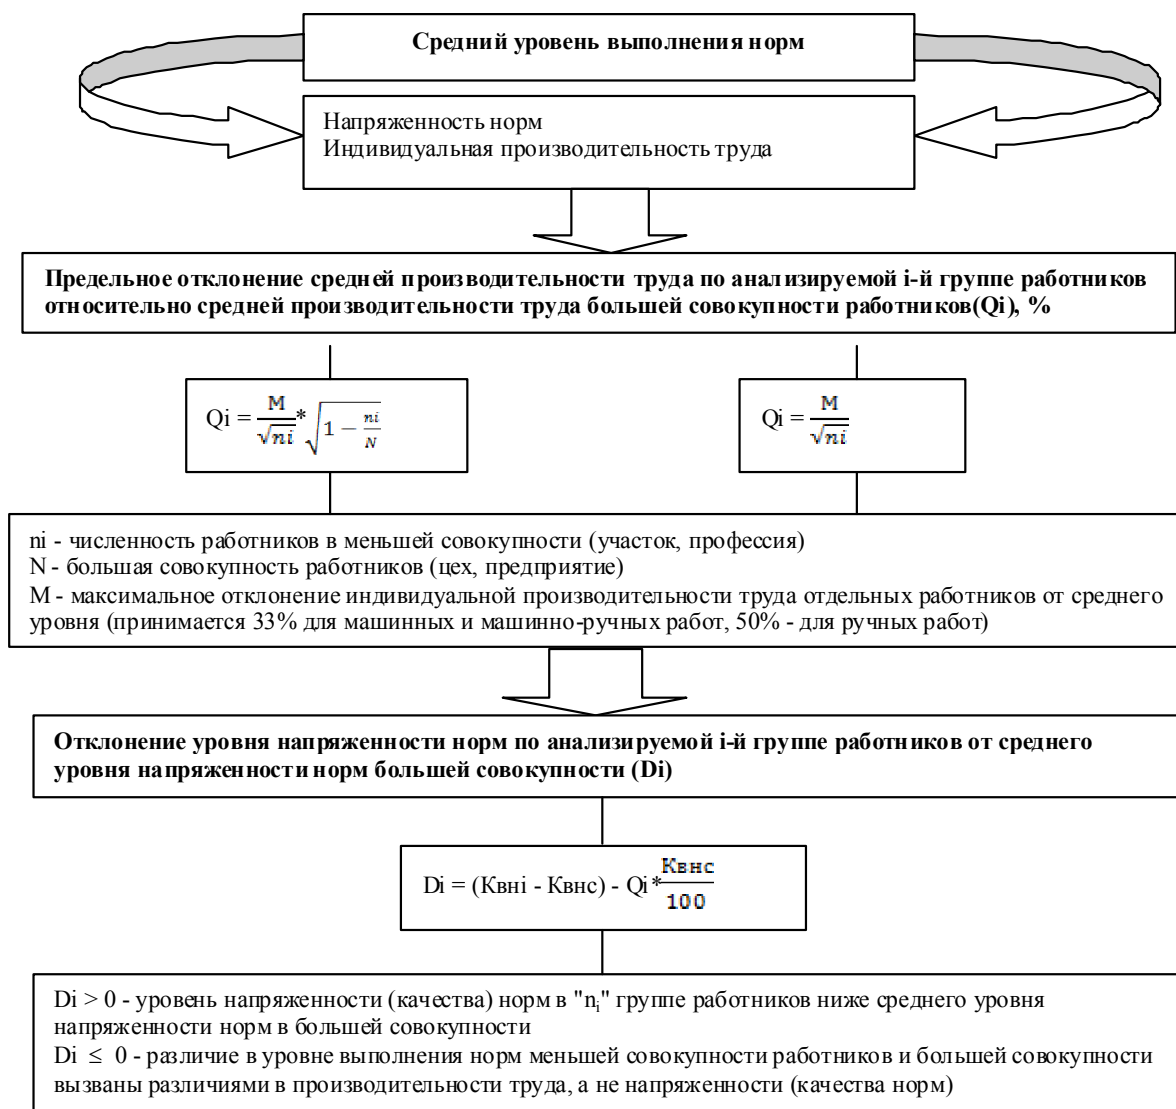 Средний уровень выполнения норм
Напряженность норм
Индивидуальная производительность труда
Предельное отклонение средней производительности труда по анализируемой i-й группе работников
относительно средней производительности труда большей совокупности работников(Qi), %
Qi = M/√ni * √(1 − ni/N)
Qi = M/√ni
ni - численность работников в меньшей совокупности (участок, профессия)
N - большая совокупность работников (цех, предприятие)
M - максимальное отклонение индивидуальной производительности труда отдельных работников от среднего
уровня (принимается 33% для машинных и машинно-ручных работ, 50% - для ручных работ)
Отклонение уровня напряженности норм по анализируемой i-й группе работников от среднего
уровня напряженности норм большей совокупности (Di)
Di = (Квнi - Квнс) - Qi*Квнс/100
Di > 0 - уровень напряженности (качества) норм в "nᵢ" группе работников ниже среднего уровня
напряженности норм в большей совокупности
Di ≤ 0 - различие в уровне выполнения норм меньшей совокупности работников и большей совокупности
вызваны различиями в производительности труда, а не напряженности (качества норм)